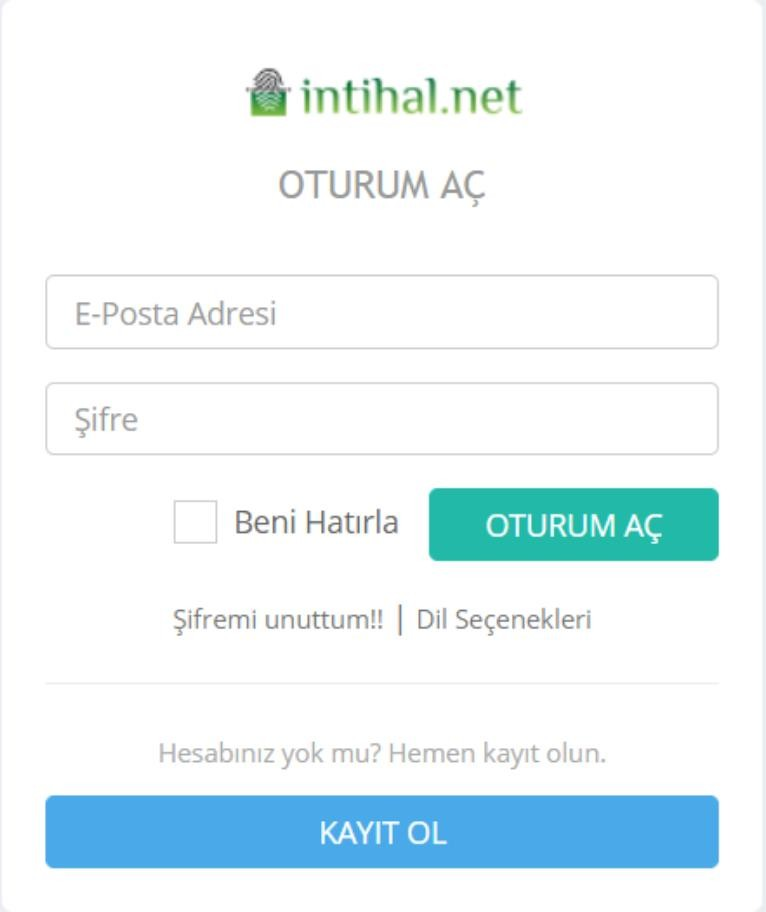 intihal.net
OTURUM AÇ
E-Posta Adresi
Şifre
Beni Hatırla OTURUM AÇ
Şifremi unuttum!! | Dil Seçenekleri
Hesabınız yok mu? Hemen kayıt olun.
KAYIT OL